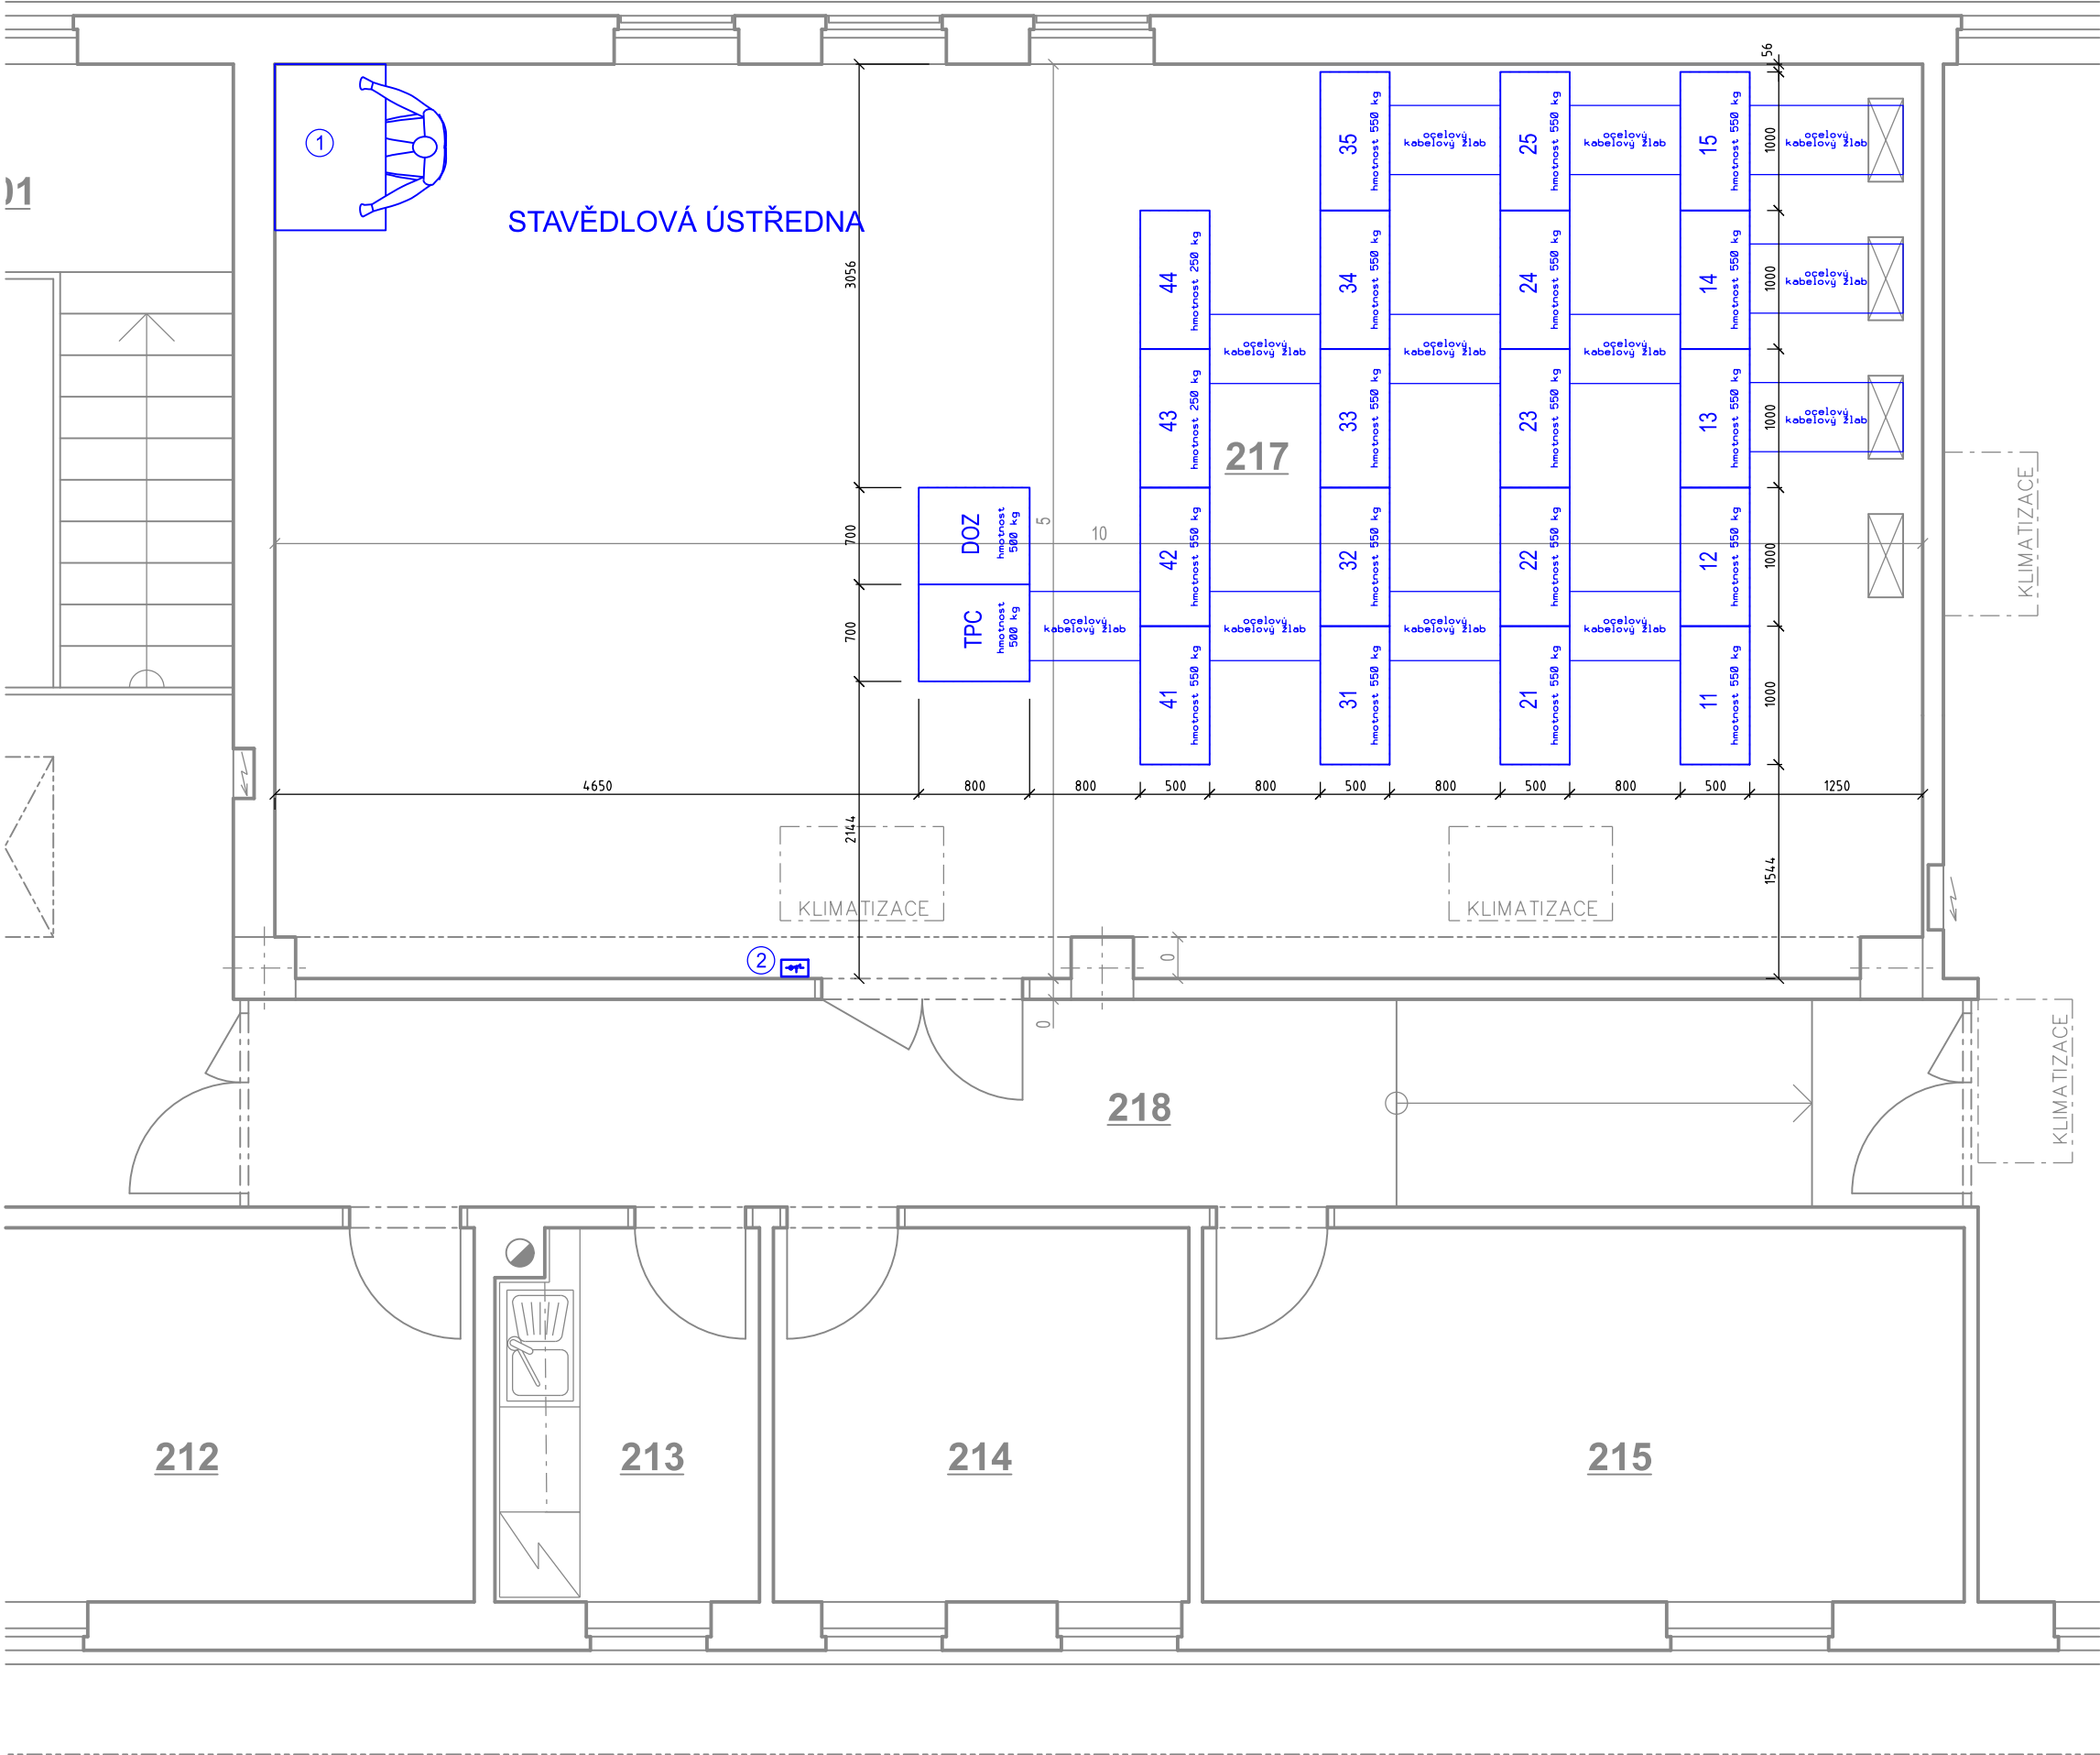 56
35
hmotnost 550 kg
25
hmotnost 550 kg
15
hmotnost 550 kg
ocelový
kabelový žlab
ocelový
kabelový žlab
ocelový
kabelový žlab
1000
1
STAVĚDLOVÁ ÚSTŘEDNA
3056
44
hmotnost 250 kg
34
hmotnost 550 kg
24
hmotnost 550 kg
14
hmotnost 550 kg
ocelový
kabelový žlab
1000
ocelový
kabelový žlab
ocelový
kabelový žlab
ocelový
kabelový žlab
43
hmotnost 250 kg
33
hmotnost 550 kg
23
hmotnost 550 kg
13
hmotnost 550 kg
ocelový
kabelový žlab
1000
217
KLIMATIZACE
700
DOZ
hmotnost
500 kg
5
10
42
hmotnost 550 kg
32
hmotnost 550 kg
22
hmotnost 550 kg
12
hmotnost 550 kg
1000
700
TPC
hmotnost
500 kg
ocelový
kabelový žlab
ocelový
kabelový žlab
ocelový
kabelový žlab
ocelový
kabelový žlab
41
hmotnost 550 kg
31
hmotnost 550 kg
21
hmotnost 550 kg
11
hmotnost 550 kg
1000
4650
800
800
500
800
500
800
500
800
500
1250
2144
1544
KLIMATIZACE
KLIMATIZACE
2
0
0
KLIMATIZACE
218
212
213
214
215